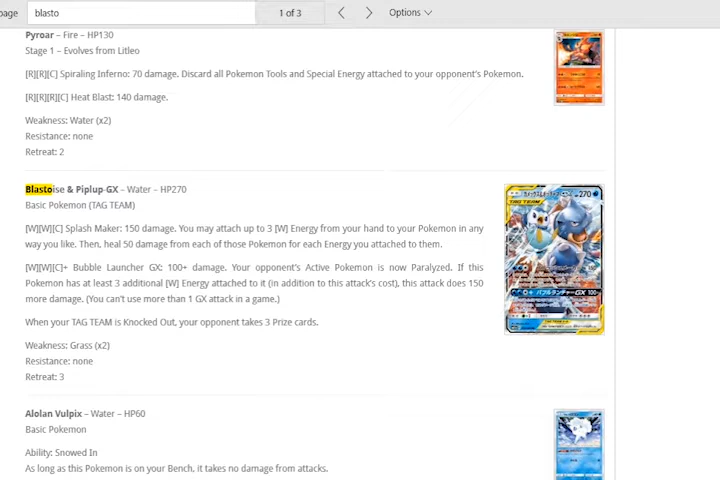 page blasto 1 of 3 Options
Pyroar – Fire – HP130
Stage 1 – Evolves from Litleo
[R][R][C] Spiraling Inferno: 70 damage. Discard all Pokemon Tools and Special Energy attached to your opponent's Pokemon.
[R][R][R][C] Heat Blast: 140 damage.
Weakness: Water (x2)
Resistance: none
Retreat: 2
Blastoise & Piplup-GX – Water – HP270
Basic Pokemon (TAG TEAM)
[W][W][C] Splash Maker: 150 damage. You may attach up to 3 [W] Energy from your hand to your Pokemon in any
way you like. Then, heal 50 damage from each of those Pokemon for each Energy you attached to them.
[W][W][C]+ Bubble Launcher GX: 100+ damage. Your opponent's Active Pokemon is now Paralyzed. If this
Pokemon has at least 3 additional [W] Energy attached to it (in addition to this attack's cost), this attack does 150
more damage. (You can't use more than 1 GX attack in a game.)
When your TAG TEAM is Knocked Out, your opponent takes 3 Prize cards.
Weakness: Grass (x2)
Resistance: none
Retreat: 3
TAG TEAM
270
GX 100
Alolan Vulpix – Water – HP60
Basic Pokemon
Ability: Snowed In
As long as this Pokemon is on your Bench, it takes no damage from attacks.